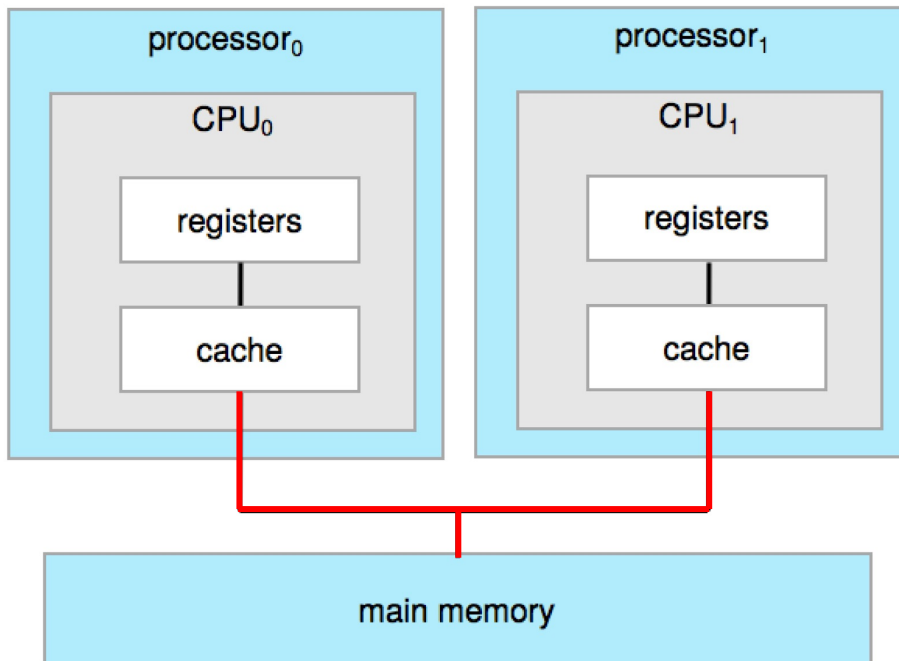 processor₀
processor₁
CPU₀
CPU₁
registers
registers
cache
cache
main memory